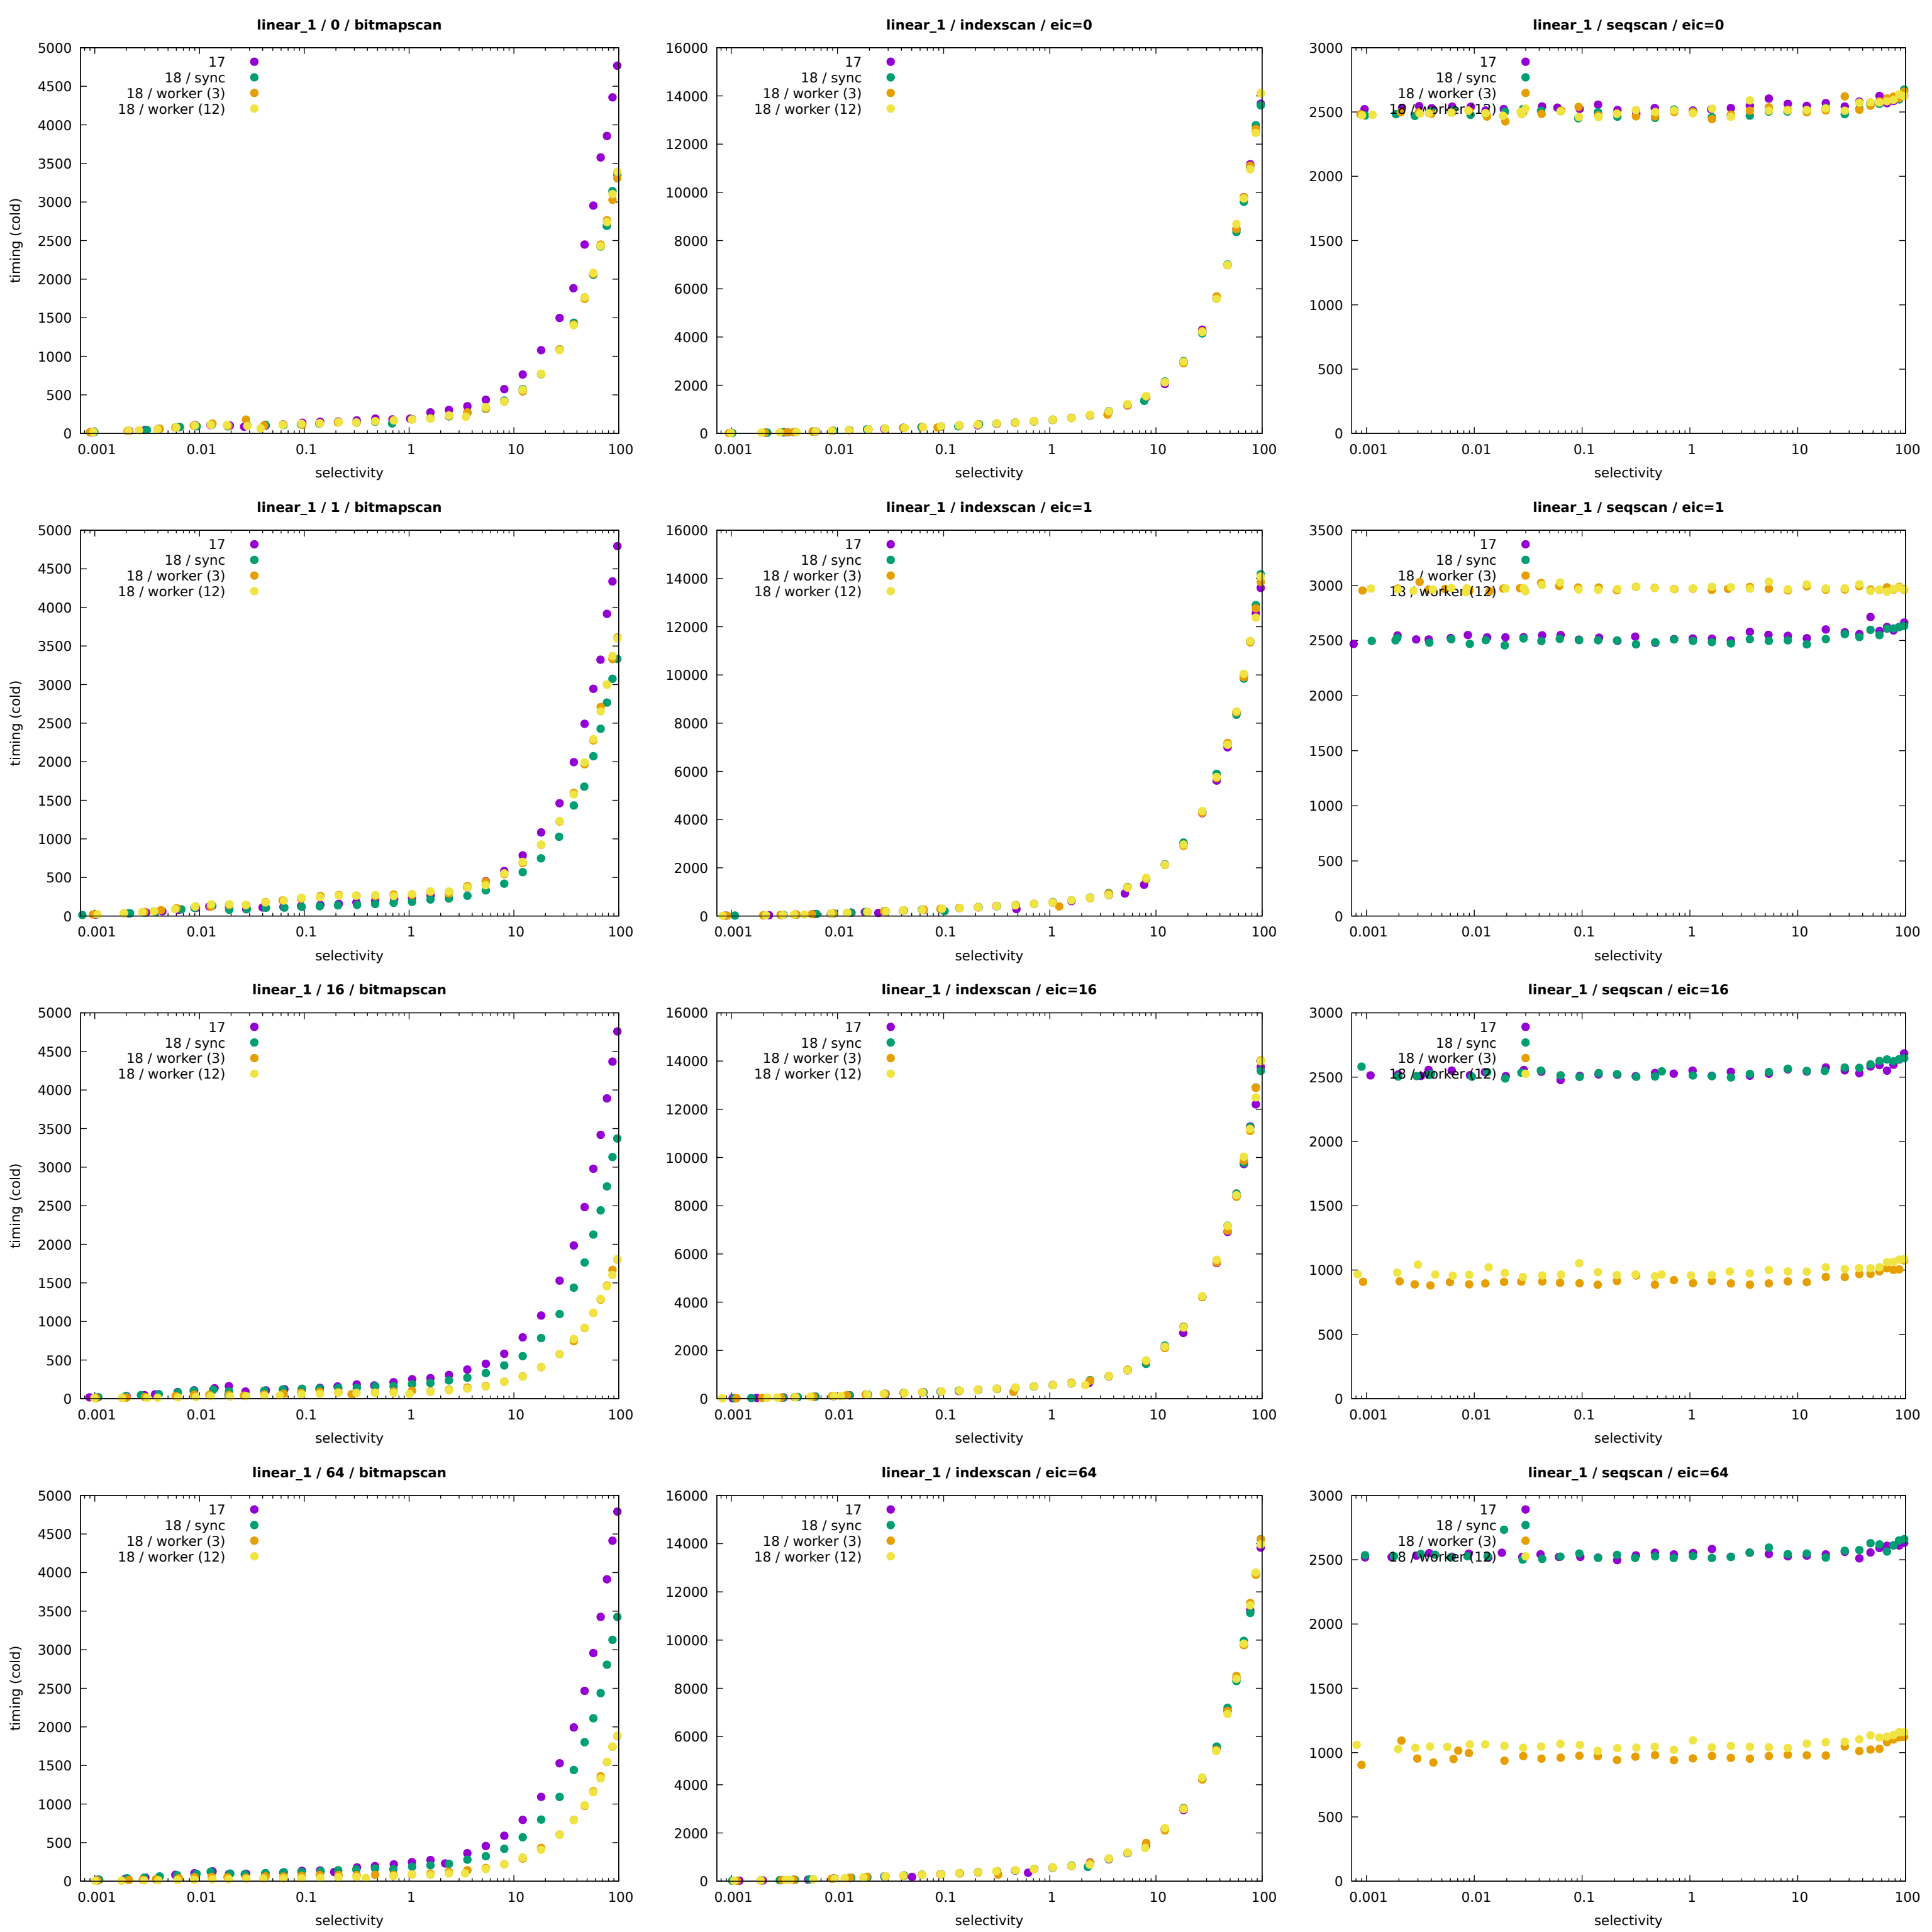 linear_1 / 0 / bitmapscan
timing (cold)
5000
4500
4000
3500
3000
2500
2000
1500
1000
500
0
17
18 / sync
18 / worker (3)
18 / worker (12)
0.001 0.01 0.1 1 10 100
selectivity
linear_1 / indexscan / eic=0
16000
14000
12000
10000
8000
6000
4000
2000
0
17
18 / sync
18 / worker (3)
18 / worker (12)
0.001 0.01 0.1 1 10 100
selectivity
linear_1 / seqscan / eic=0
3000
2500
2000
1500
1000
500
0
17
18 / sync
18 / worker (3)
18 / worker (12)
0.001 0.01 0.1 1 10 100
selectivity
linear_1 / 1 / bitmapscan
timing (cold)
5000
4500
4000
3500
3000
2500
2000
1500
1000
500
0
17
18 / sync
18 / worker (3)
18 / worker (12)
0.001 0.01 0.1 1 10 100
selectivity
linear_1 / indexscan / eic=1
16000
14000
12000
10000
8000
6000
4000
2000
0
17
18 / sync
18 / worker (3)
18 / worker (12)
0.001 0.01 0.1 1 10 100
selectivity
linear_1 / seqscan / eic=1
3500
3000
2500
2000
1500
1000
500
0
17
18 / sync
18 / worker (3)
18 / worker (12)
0.001 0.01 0.1 1 10 100
selectivity
linear_1 / 16 / bitmapscan
timing (cold)
5000
4500
4000
3500
3000
2500
2000
1500
1000
500
0
17
18 / sync
18 / worker (3)
18 / worker (12)
0.001 0.01 0.1 1 10 100
selectivity
linear_1 / indexscan / eic=16
16000
14000
12000
10000
8000
6000
4000
2000
0
17
18 / sync
18 / worker (3)
18 / worker (12)
0.001 0.01 0.1 1 10 100
selectivity
linear_1 / seqscan / eic=16
3000
2500
2000
1500
1000
500
0
17
18 / sync
18 / worker (3)
18 / worker (12)
0.001 0.01 0.1 1 10 100
selectivity
linear_1 / 64 / bitmapscan
timing (cold)
5000
4500
4000
3500
3000
2500
2000
1500
1000
500
0
17
18 / sync
18 / worker (3)
18 / worker (12)
0.001 0.01 0.1 1 10 100
selectivity
linear_1 / indexscan / eic=64
16000
14000
12000
10000
8000
6000
4000
2000
0
17
18 / sync
18 / worker (3)
18 / worker (12)
0.001 0.01 0.1 1 10 100
selectivity
linear_1 / seqscan / eic=64
3000
2500
2000
1500
1000
500
0
17
18 / sync
18 / worker (3)
18 / worker (12)
0.001 0.01 0.1 1 10 100
selectivity